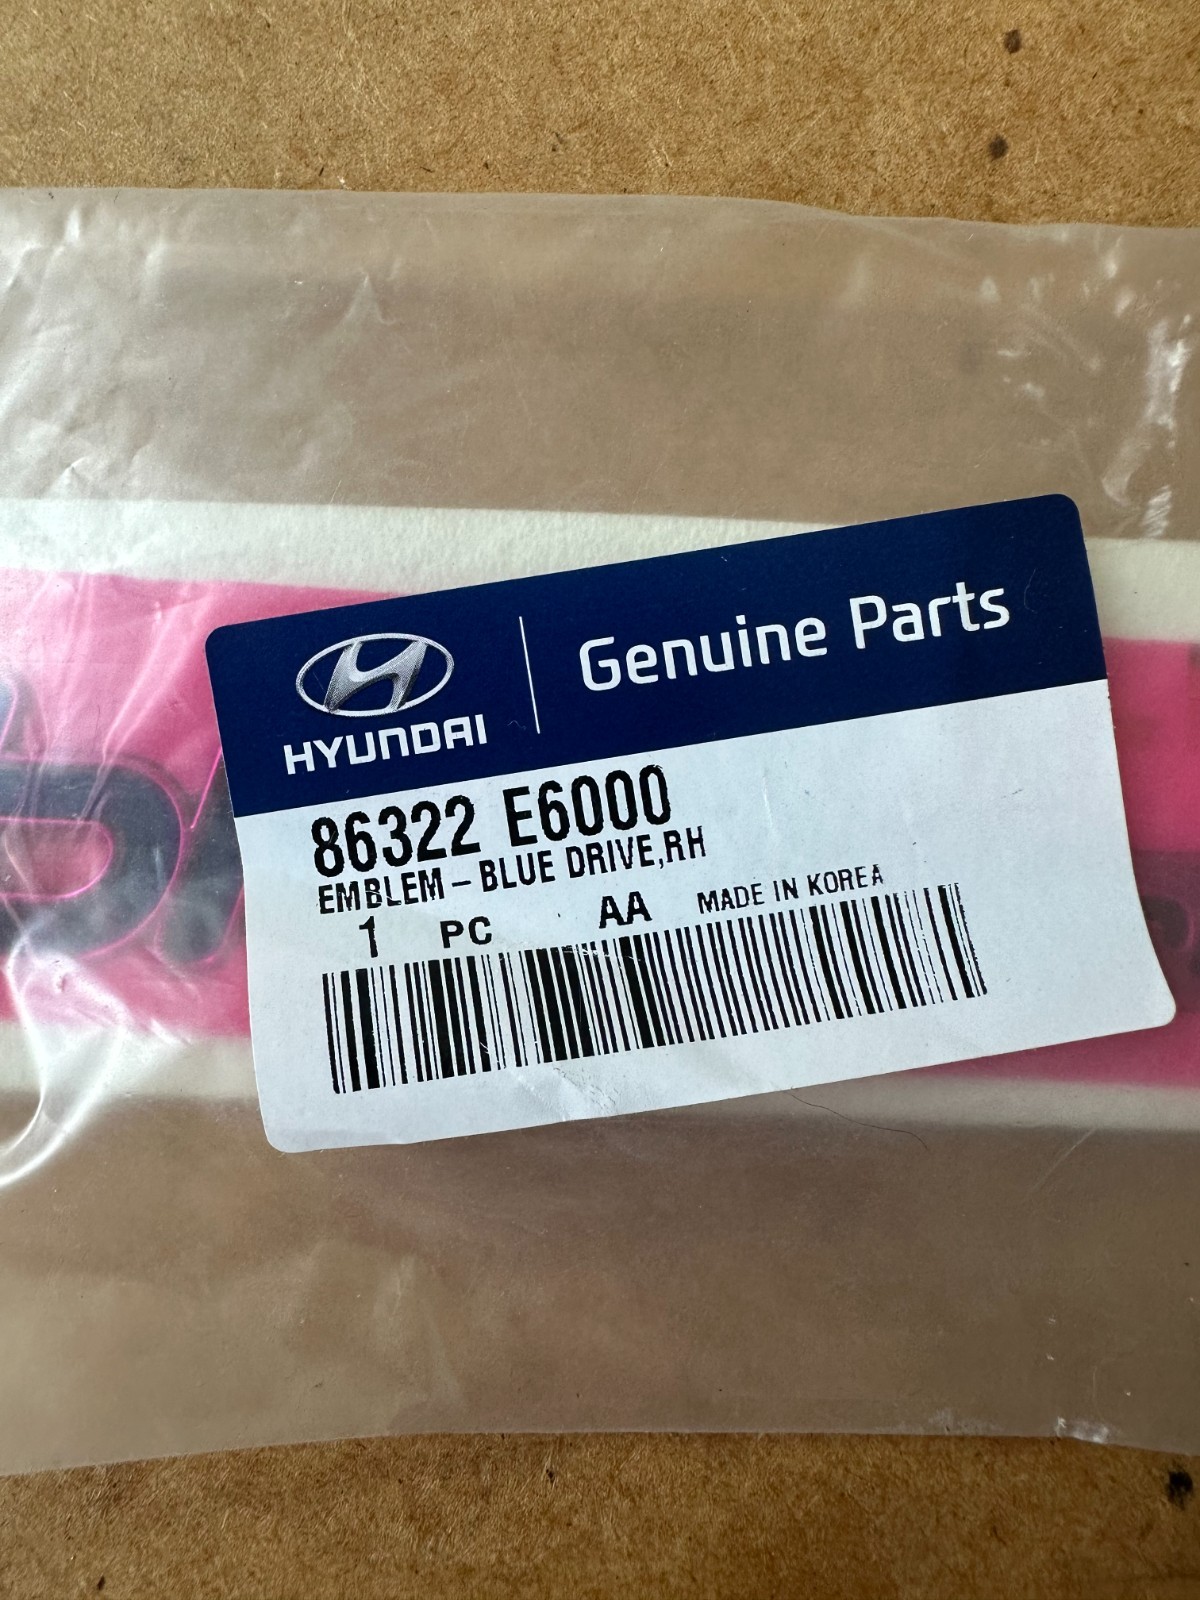 HYUNDAI
Genuine Parts
86322 E6000
EMBLEM - BLUE DRIVE,RH
1 PC AA MADE IN KOREA